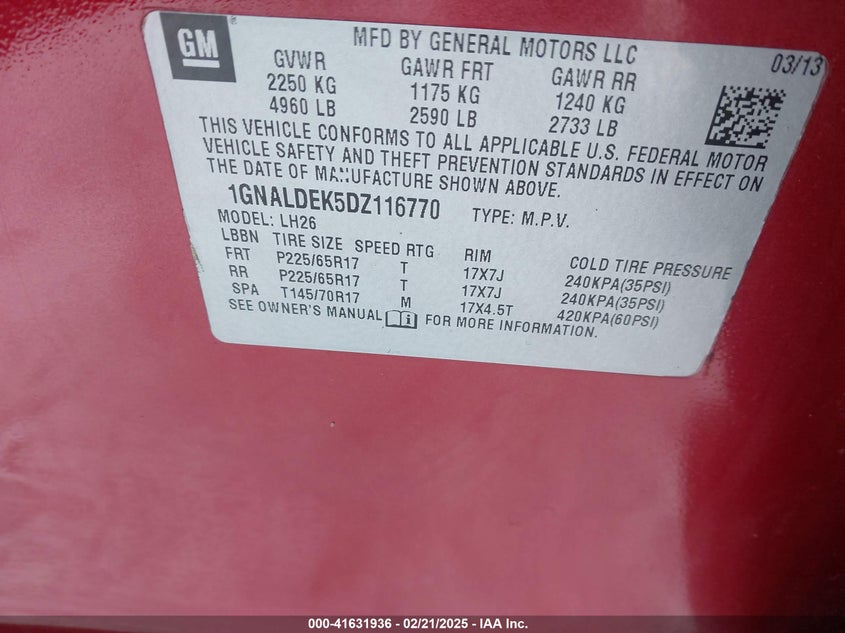 GM
MFD BY GENERAL MOTORS LLC
03/13
GVWR GAWR FRT GAWR RR
2250 KG 1175 KG 1240 KG
4960 LB 2590 LB 2733 LB
THIS VEHICLE CONFORMS TO ALL APPLICABLE U.S. FEDERAL MOTOR
VEHICLE SAFETY AND THEFT PREVENTION STANDARDS IN EFFECT ON
THE DATE OF MANUFACTURE SHOWN ABOVE.
1GNALDEK5DZ116770 TYPE: M.P.V.
MODEL: LH26
LBBN TIRE SIZE SPEED RTG RIM COLD TIRE PRESSURE
FRT P225/65R17 T 17X7J 240KPA(35PSI)
RR P225/65R17 T 17X7J 240KPA(35PSI)
SPA T145/70R17 M 17X4.5T 420KPA(60PSI)
SEE OWNER'S MANUAL FOR MORE INFORMATION.
000-41631936 - 02/21/2025 - IAA Inc.